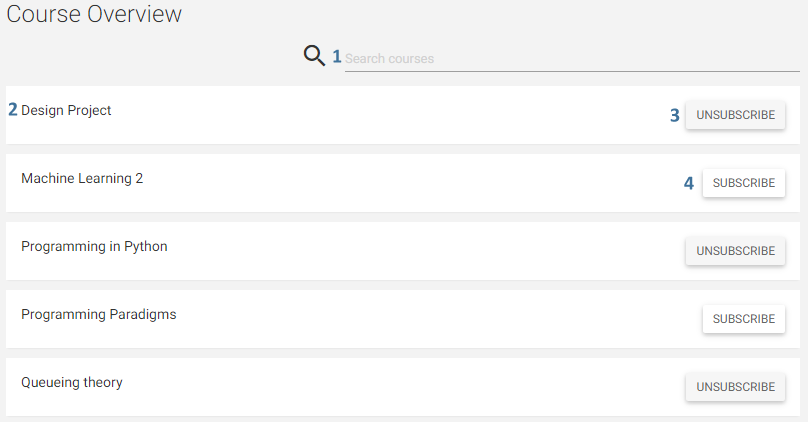 Course Overview
1 Search courses
2 Design Project 3 UNSUBSCRIBE
Machine Learning 2 4 SUBSCRIBE
Programming in Python UNSUBSCRIBE
Programming Paradigms SUBSCRIBE
Queueing theory UNSUBSCRIBE